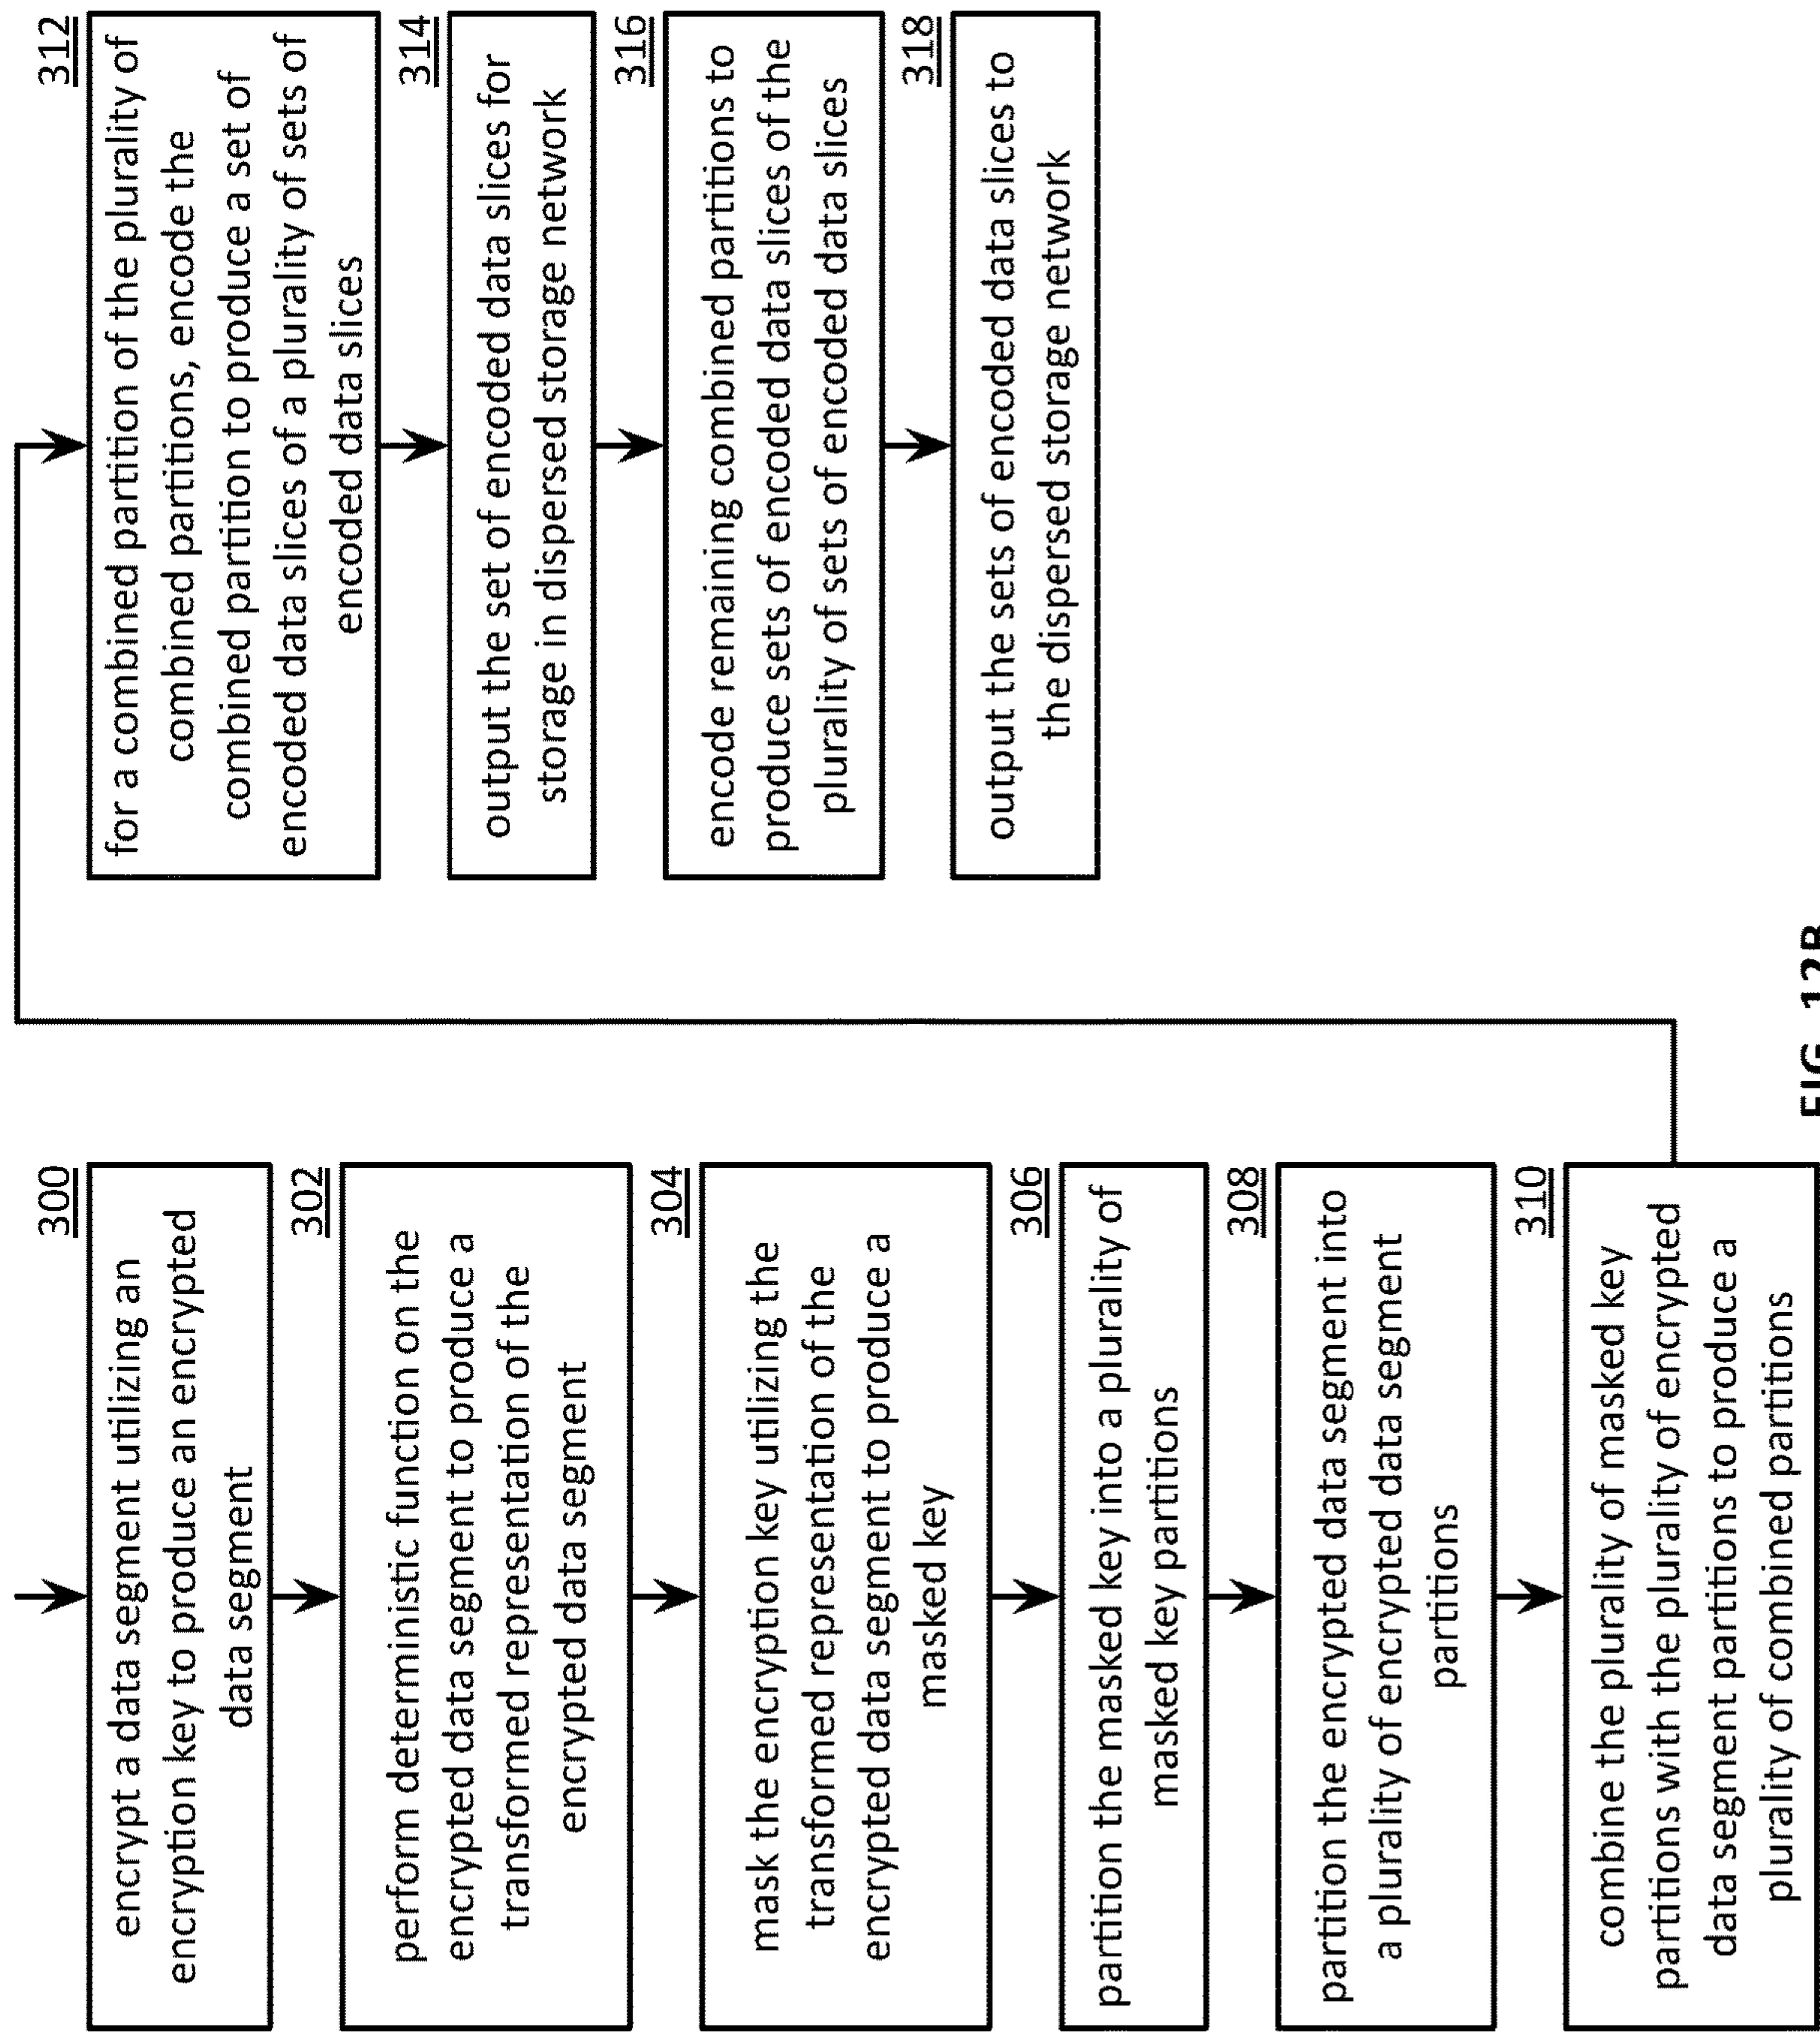 300
encrypt a data segment utilizing an
encryption key to produce an encrypted
data segment
302
perform deterministic function on the
encrypted data segment to produce a
transformed representation of the
encrypted data segment
304
mask the encryption key utilizing the
transformed representation of the
encrypted data segment to produce a
masked key
306
partition the masked key into a plurality of
masked key partitions
308
partition the encrypted data segment into
a plurality of encrypted data segment
partitions
310
combine the plurality of masked key
partitions with the plurality of encrypted
data segment partitions to produce a
plurality of combined partitions
312
for a combined partition of the plurality of
combined partitions, encode the
combined partition to produce a set of
encoded data slices of a plurality of sets of
encoded data slices
314
output the set of encoded data slices for
storage in dispersed storage network
316
encode remaining combined partitions to
produce sets of encoded data slices of the
plurality of sets of encoded data slices
318
output the sets of encoded data slices to
the dispersed storage network
FIG. 12B